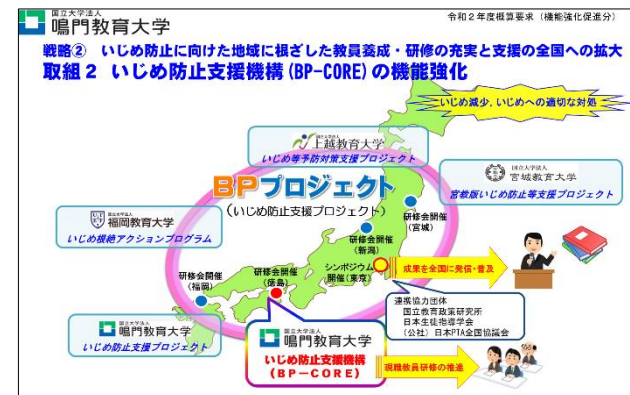 国立大学法人
鳴門教育大学
令和２年度概算要求（機能強化促進分）
戦略② いじめ防止に向けた地域に根ざした教員養成・研修の充実と支援の全国への拡大
取組２ いじめ防止支援機構(BP-CORE)の機能強化
いじめ減少，いじめへの適切な対処
上越教育大学
いじめ等予防対策支援プロジェクト
国立大学法人
宮城教育大学
宮教版いじめ防止等支援プロジェクト
BPプロジェクト
（いじめ防止支援プロジェクト）
国立大学法人
福岡教育大学
いじめ根絶アクションプログラム
研修会開催
（宮城）
研修会開催
（新潟）
シンポジウム
開催（東京）
成果を全国に発信・普及
研修会開催
（福岡）
研修会開催
（徳島）
連携協力団体
国立教育政策研究所
日本生徒指導学会
（公社）日本PTA全国協議会
国立大学法人
鳴門教育大学
いじめ防止支援プロジェクト
国立大学法人
鳴門教育大学
いじめ防止支援機構
（BP－CORE）
現職教員研修の推進